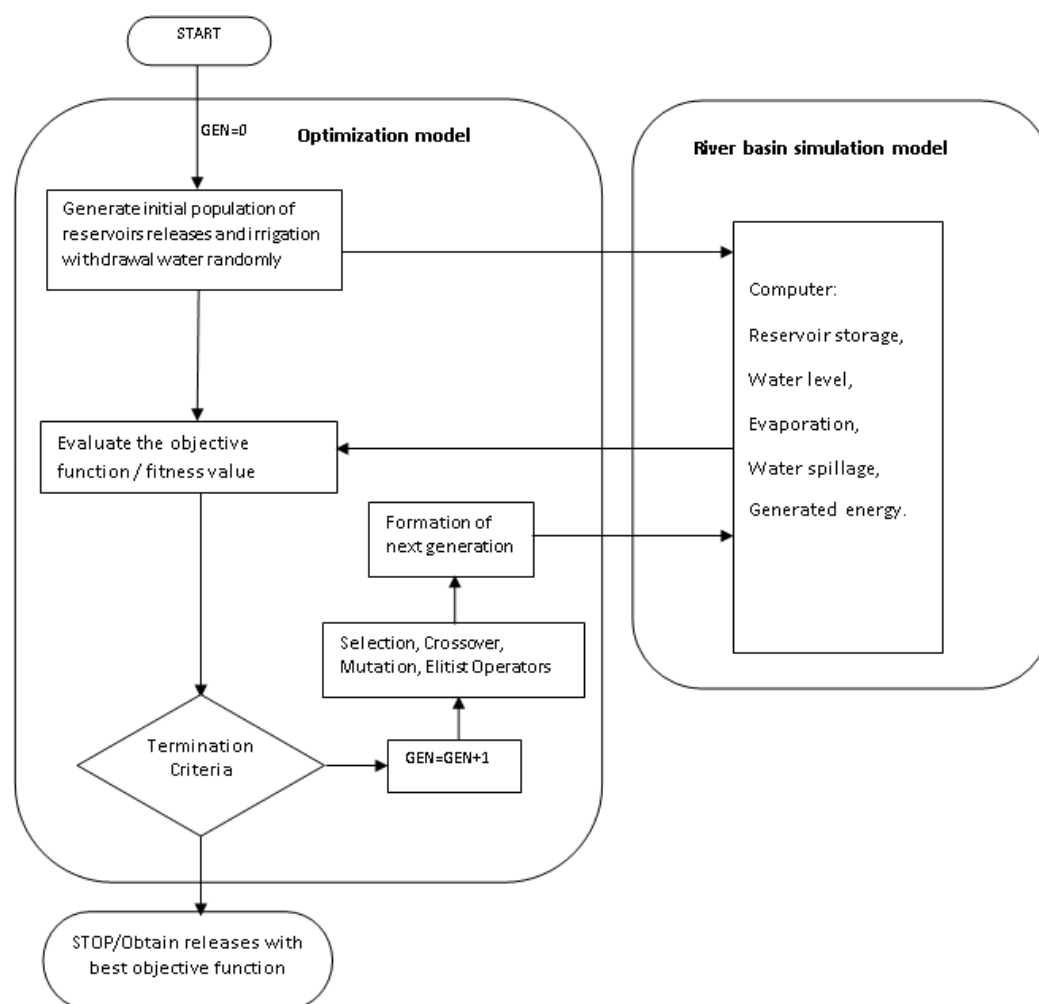 START
GEN=0
Optimization model
River basin simulation model
Generate initial population of
reservoirs releases and irrigation
withdrawal water randomly
Computer:
Reservoir storage,
Water level,
Evaporation,
Water spillage,
Generated energy.
Evaluate the objective
function / fitness value
Formation of
next generation
Selection, Crossover,
Mutation, Elitist Operators
Termination
Criteria
GEN=GEN+1
STOP/Obtain releases with
best objective function